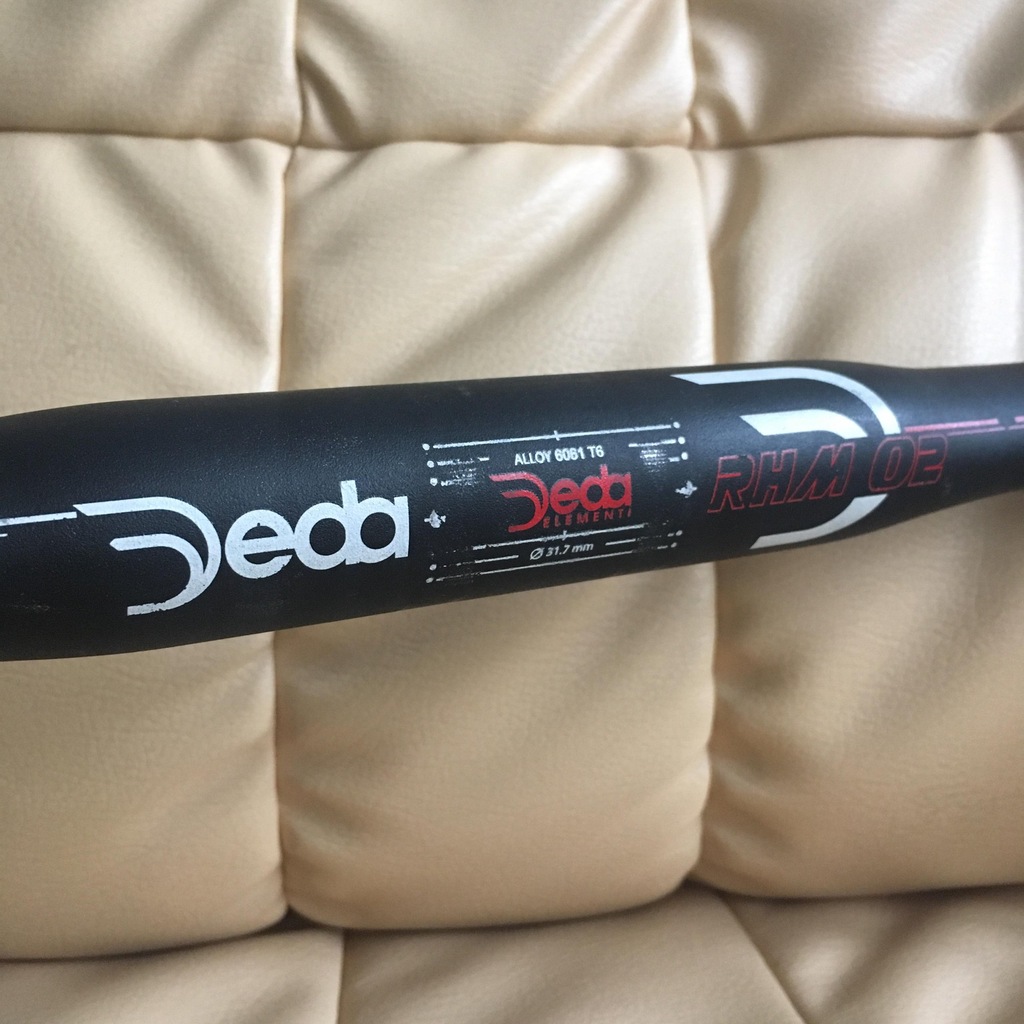 Deda
ALLOY 6061 T6
Deda
ELEMENTI
Ø 31.7 mm
RHM 02